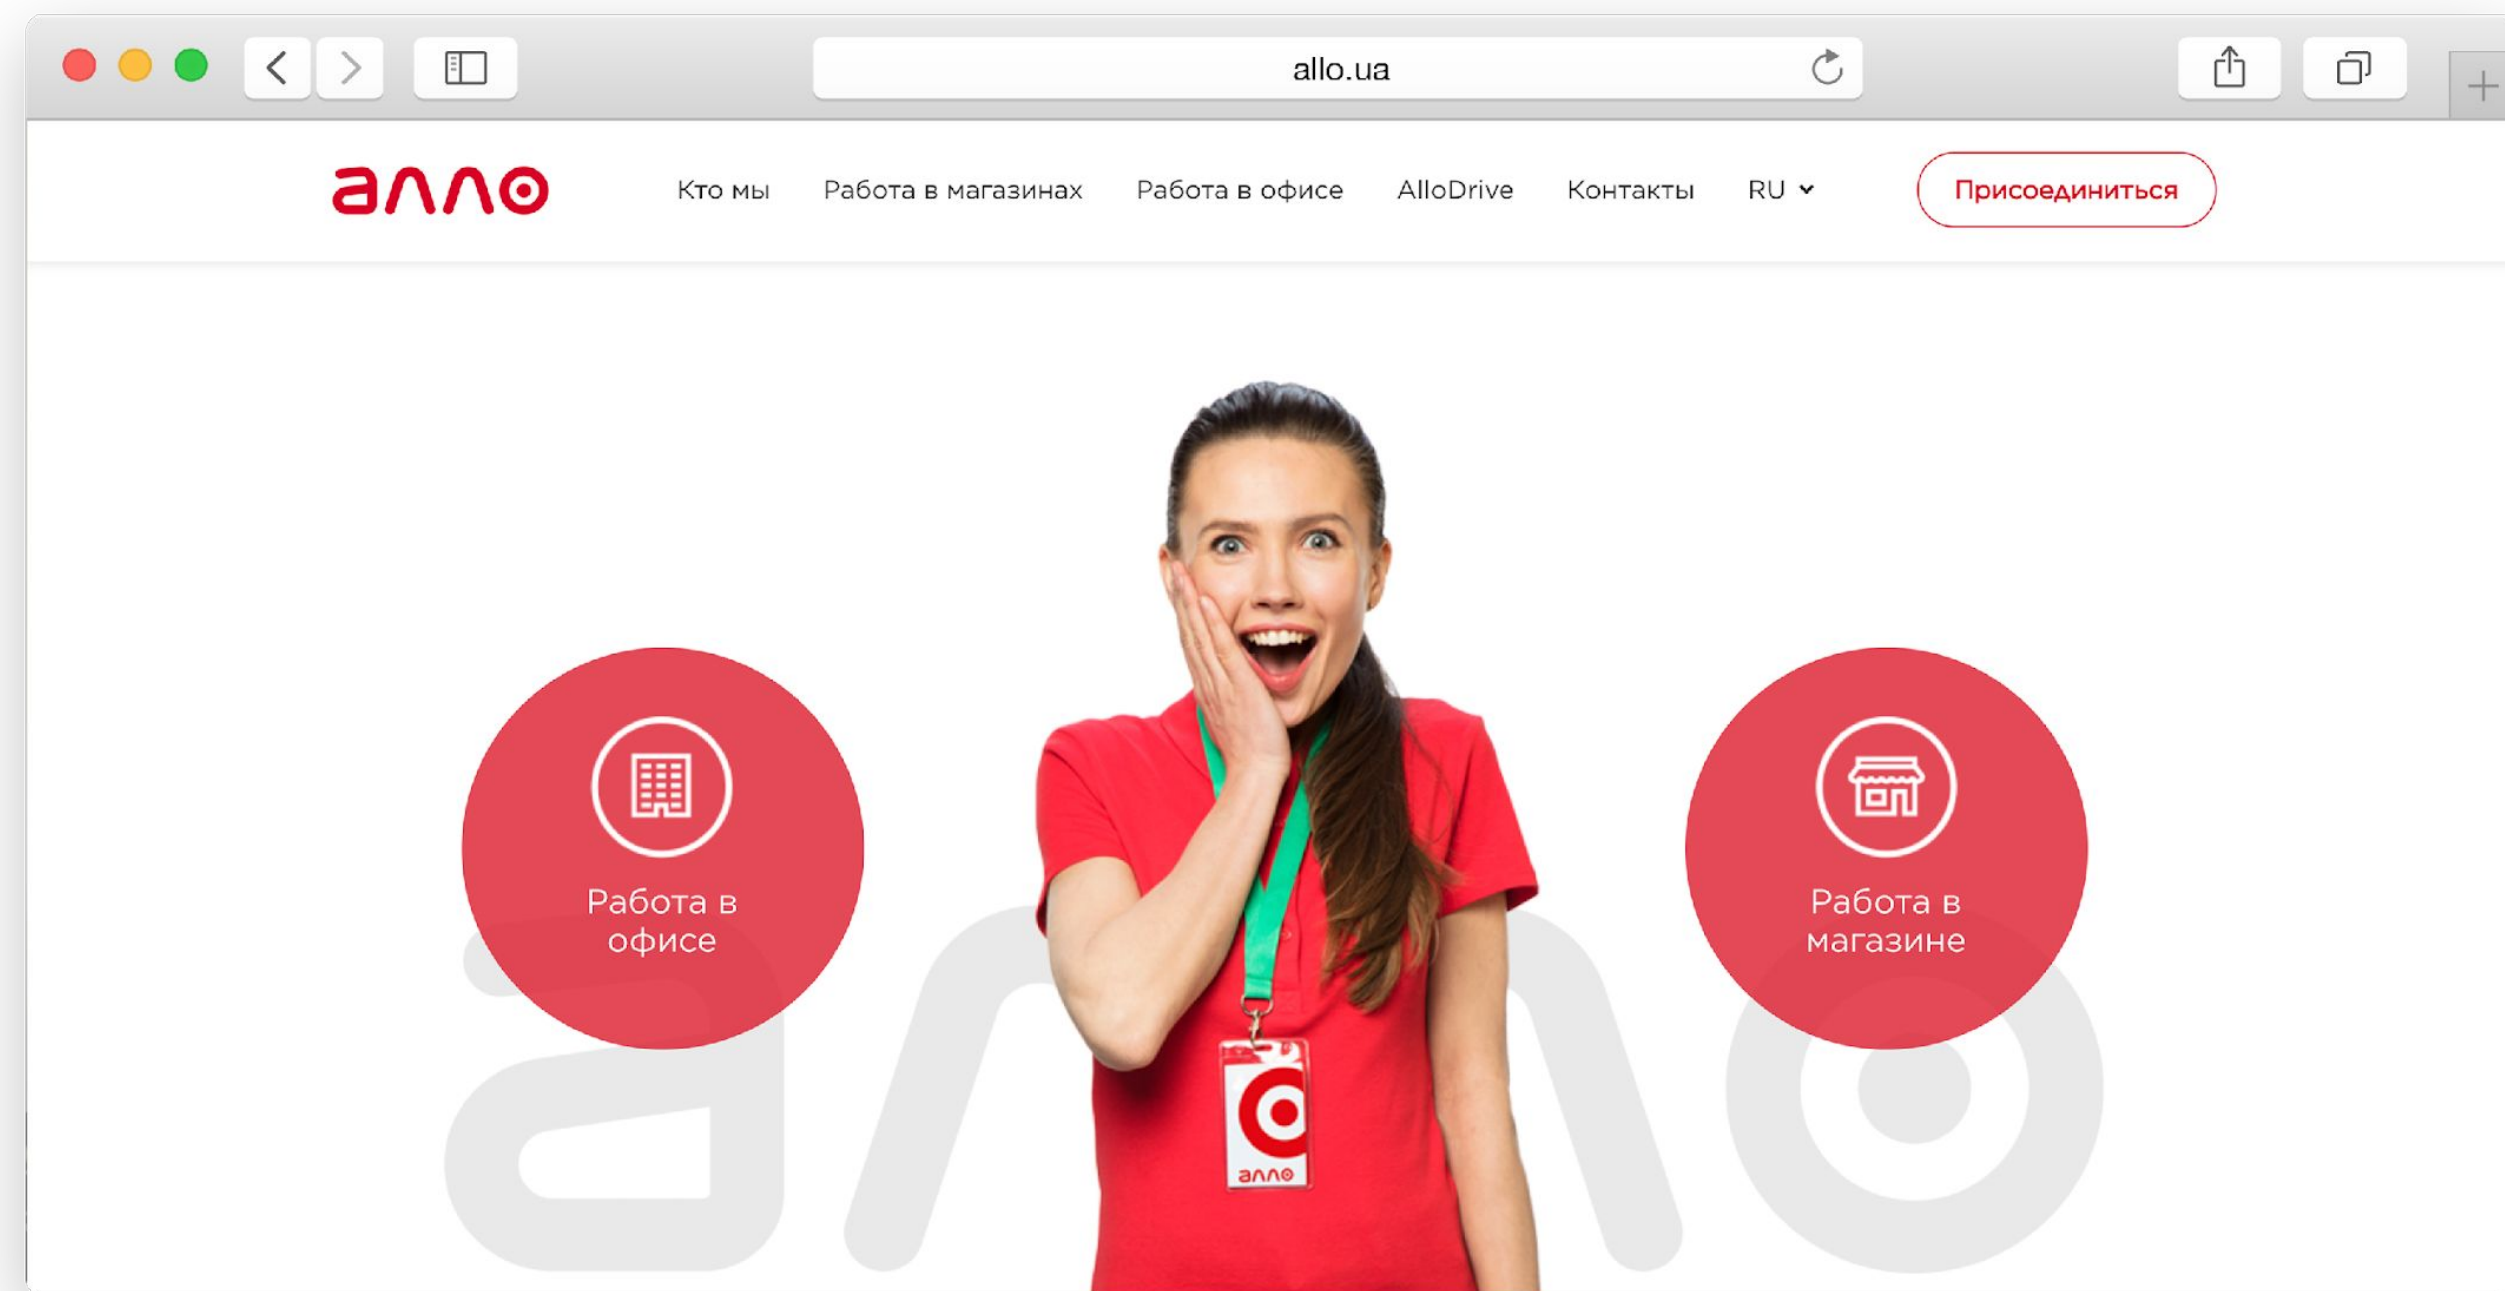 allo.ua
алло
Кто мы Работа в магазинах Работа в офисе AlloDrive Контакты RU Присоединиться
Работа в
офисе
Работа в
магазине
алло
алло